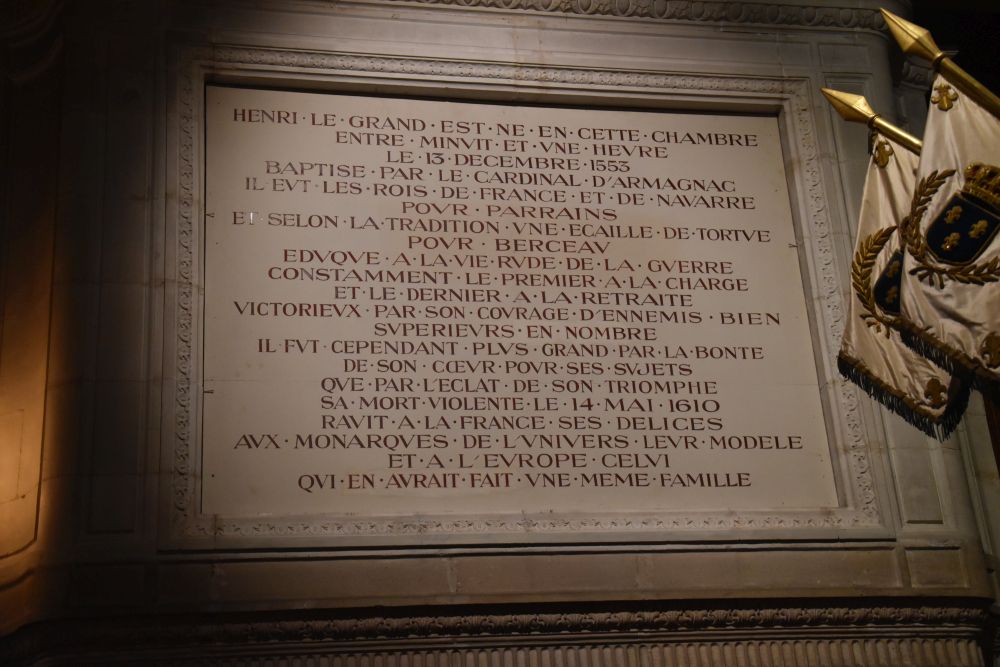 HENRI · LE · GRAND · EST · NE · EN · CETTE · CHAMBRE
ENTRE · MINVIT · ET · VNE · HEVRE
LE · 13 · DECEMBRE · 1553
BAPTISE · PAR · LE · CARDINAL · D'ARMAGNAC
IL · EVT · LES · ROIS · DE · FRANCE · ET · DE · NAVARRE
POVR · PARRAINS
ET · SELON · LA · TRADITION · VNE · ECAILLE · DE · TORTVE
POVR · BERCEAV
EDVQVE · A · LA · VIE · RVDE · DE · LA · GVERRE
CONSTAMMENT · LE · PREMIER · A · LA · CHARGE
ET · LE · DERNIER · A · LA · RETRAITE
VICTORIEVX · PAR · SON · COVRAGE · D'ENNEMIS · BIEN
SVPERIEVRS · EN · NOMBRE
IL · FVT · CEPENDANT · PLVS · GRAND · PAR · LA · BONTE
DE · SON · CŒVR · POVR · SES · SVJETS
QVE · PAR · L'ECLAT · DE · SON · TRIOMPHE
SA · MORT · VIOLENTE · LE · 14 · MAI · 1610
RAVIT · A · LA · FRANCE · SES · DELICES
AVX · MONARQVES · DE · L'VNIVERS · LEVR · MODELE
ET · A · L'EVROPE · CELVI
QVI · EN · AVRAIT · FAIT · VNE · MEME · FAMILLE